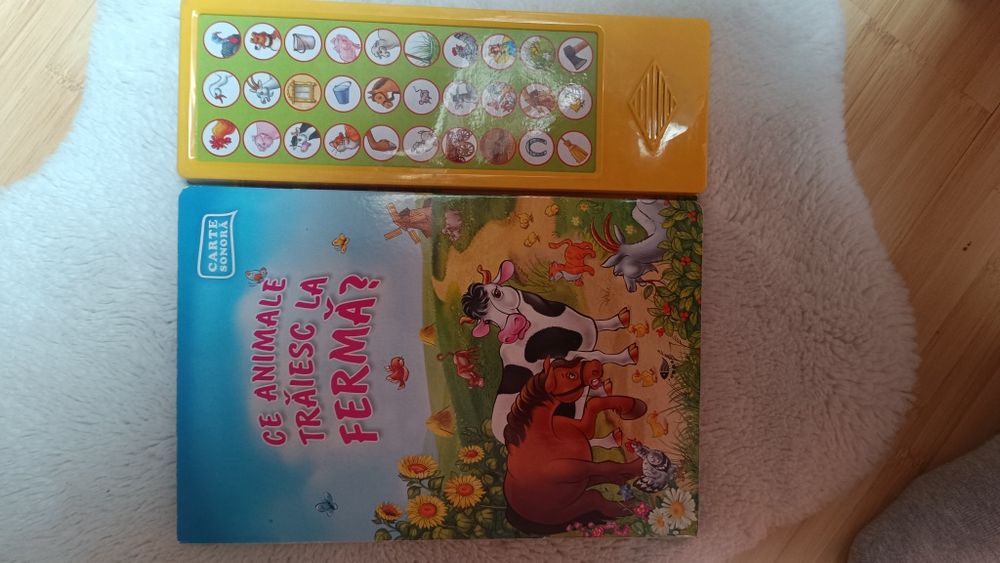 CARTE
SONORĂ
CE ANIMALE
TRĂIESC LA
FERMĂ?